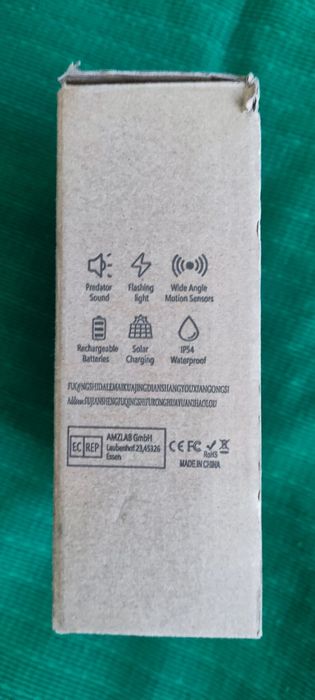 Predator Sound
Flashing light
Wide Angle Motion Sensors
Rechargeable Batteries
Solar Charging
IP54 Waterproof
EC REP
AMZLAB GmbH
Laubenhof 23,45326
Essen
CE FC
RoHS
MADE IN CHINA